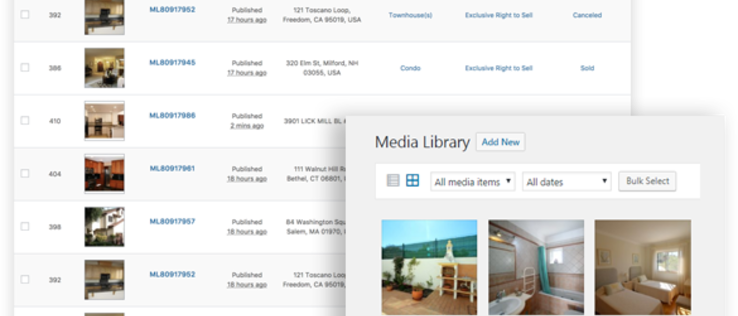 392 ML80917952 Published 121 Toscano Loop, Townhouse(s) Exclusive Right to Sell Canceled
17 hours ago Freedom, CA 95019, USA
386 ML80917945 Published 320 Elm St, Milford, NH Condo Exclusive Right to Sell Sold
17 hours ago 03055, USA
410 ML80917986 Published 3901 LICK MILL BL
2 mins ago
Media Library Add New
404 ML80917961 Published 111 Walnut Hill
18 hours ago Bethel, CT 06801,
All media items All dates Bulk Select
398 ML80917957 Published 84 Washington
18 hours ago Salem, MA 01970,
392 ML80917952 Published 121 Toscano Loop
18 hours ago Freedom, CA 95019,